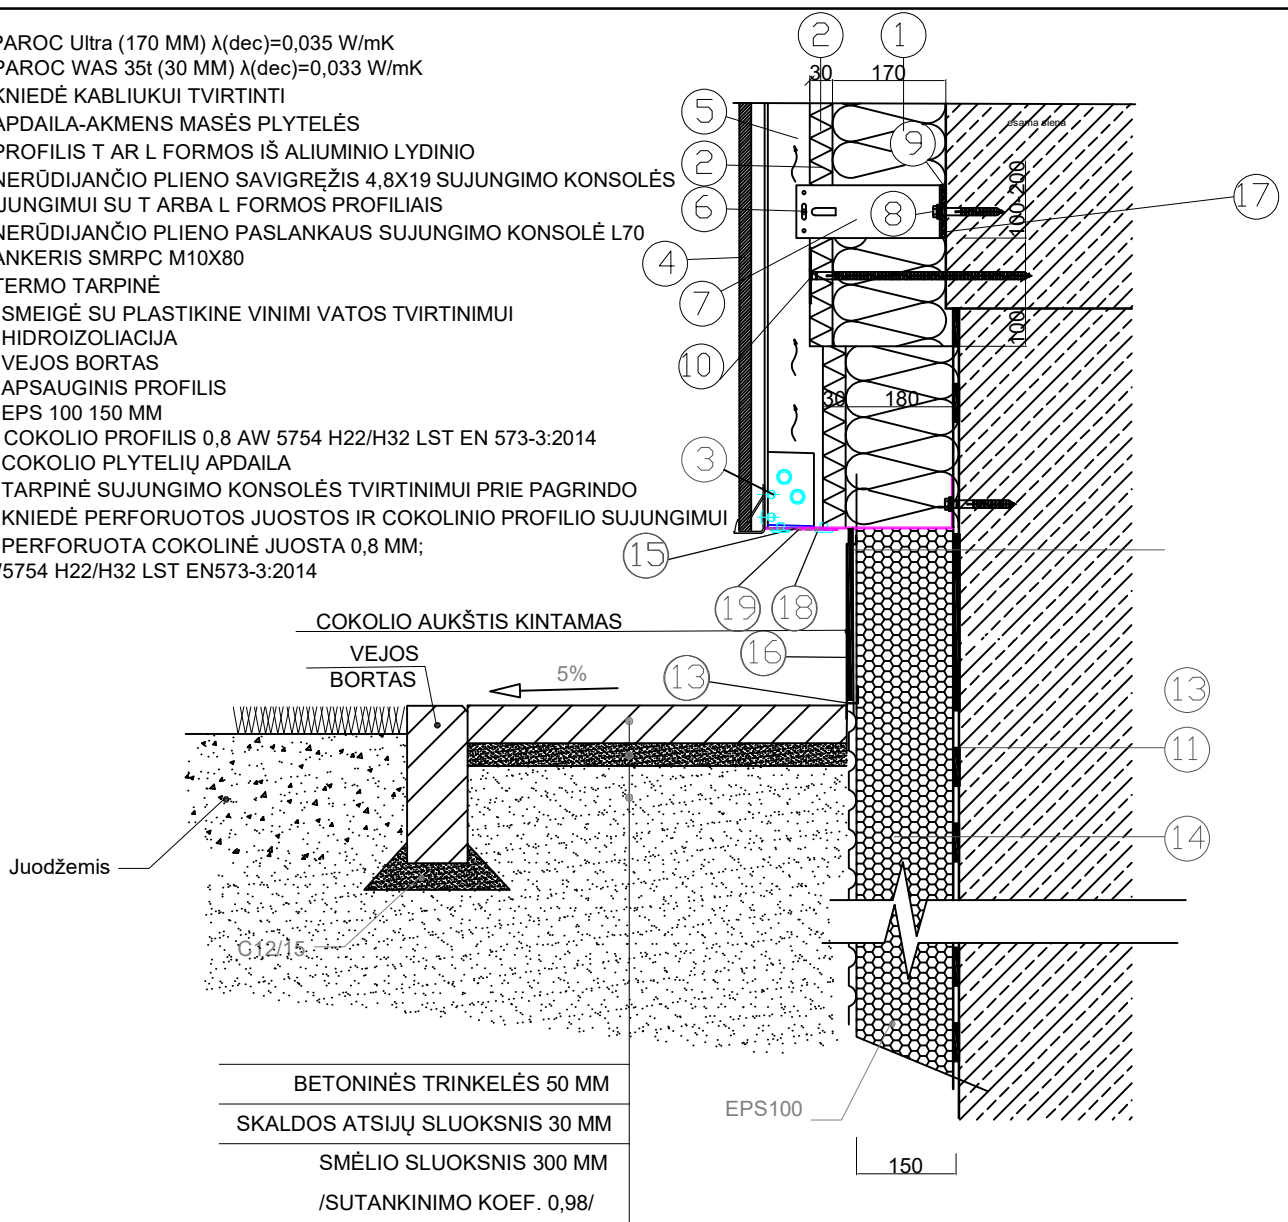 PAROC Ultra (170 MM) λ(dec)=0,035 W/mK
PAROC WAS 35t (30 MM) λ(dec)=0,033 W/mK
KNIEDĖ KABLIUKUI TVIRTINTI
APDAILA-AKMENS MASĖS PLYTELĖS
PROFILIS T AR L FORMOS IŠ ALIUMINIO LYDINIO
NERŪDIJANČIO PLIENO SAVIGRĘŽIS 4,8X19 SUJUNGIMO KONSOLĖS
JUNGIMUI SU T ARBA L FORMOS PROFILIAIS
NERŪDIJANČIO PLIENO PASLANKAUS SUJUNGIMO KONSOLĖ L70
ANKERIS SMRPC M10X80
TERMO TARPINĖ
SMEIGĖ SU PLASTIKINE VINIMI VATOS TVIRTINIMUI
HIDROIZOLIACIJA
VEJOS BORTAS
APSAUGINIS PROFILIS
EPS 100 150 MM
COKOLIO PROFILIS 0,8 AW 5754 H22/H32 LST EN 573-3:2014
COKOLIO PLYTELIŲ APDAILA
TARPINĖ SUJUNGIMO KONSOLĖS TVIRTINIMUI PRIE PAGRINDO
KNIEDĖ PERFORUOTOS JUOSTOS IR COKOLINIO PROFILIO SUJUNGIMUI
PERFORUOTA COKOLINĖ JUOSTA 0,8 MM;
/5754 H22/H32 LST EN573-3:2014
2
1
30
170
5
esama siena
9
2
100-200
17
6
8
4
7
100
10
30
180
3
15
19
18
COKOLIO AUKŠTIS KINTAMAS
16
VEJOS
BORTAS
5%
13
13
11
14
Juodžemis
C12/15
BETONINĖS TRINKELĖS 50 MM
EPS100
SKALDOS ATSIJŲ SLUOKSNIS 30 MM
SMĖLIO SLUOKSNIS 300 MM
150
/SUTANKINIMO KOEF. 0,98/